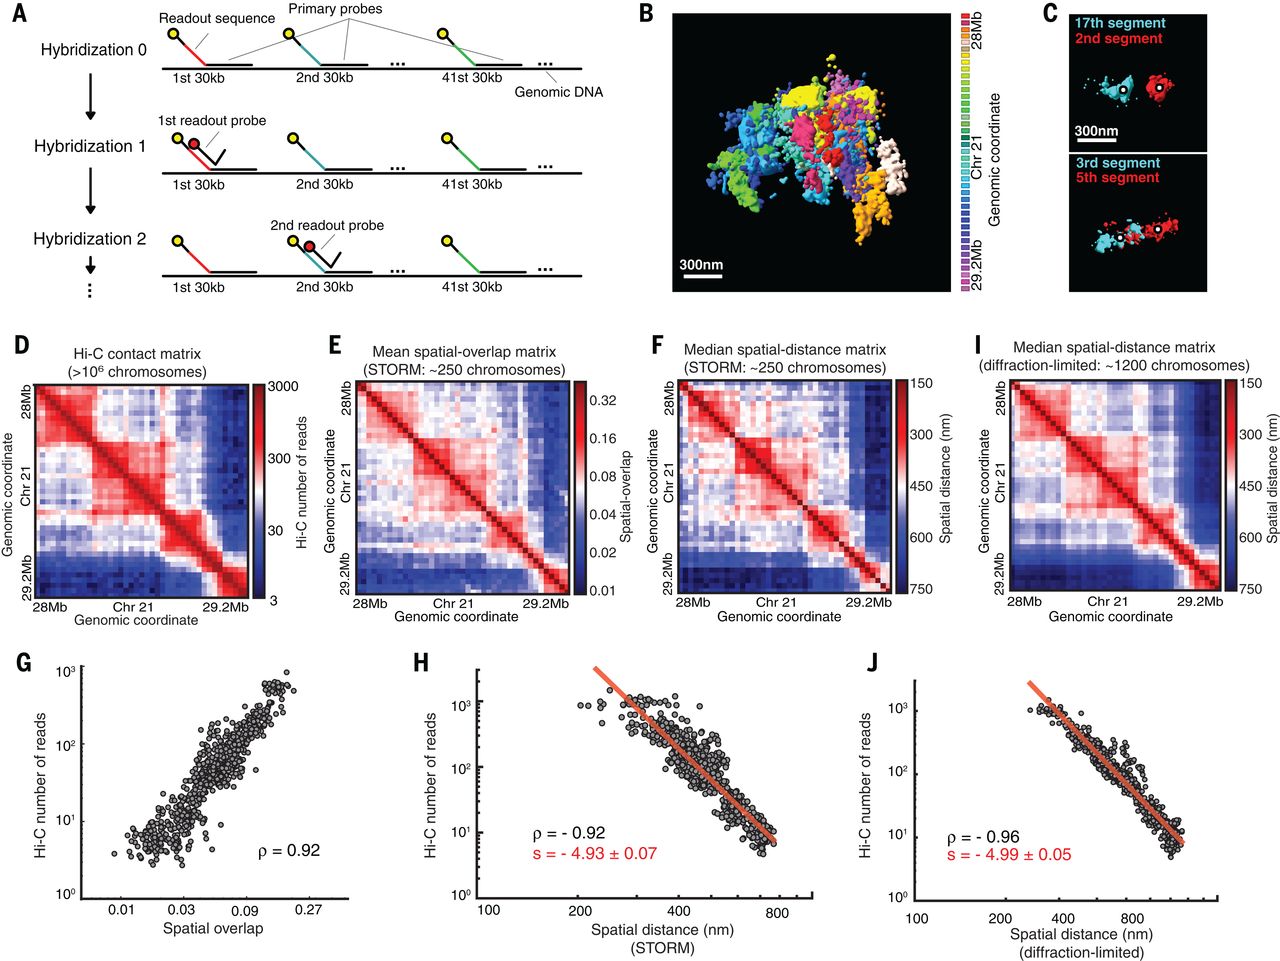 A
Readout sequence
Primary probes
Hybridization 0
1st 30kb
2nd 30kb
...
41st 30kb
...
Genomic DNA
1st readout probe
Hybridization 1
1st 30kb
2nd 30kb
...
41st 30kb
...
Hybridization 2
2nd readout probe
1st 30kb
2nd 30kb
...
41st 30kb
...
...
B
300nm
28Mb
Chr 21
29.2Mb
Genomic coordinate
C
17th segment
2nd segment
300nm
3rd segment
5th segment
D
Hi-C contact matrix
(>10⁶ chromosomes)
Genomic coordinate
28Mb
Chr 21
29.2Mb
28Mb
Chr 21
29.2Mb
Genomic coordinate
3000
300
30
3
Hi-C number of reads
E
Mean spatial-overlap matrix
(STORM: ~250 chromosomes)
Genomic coordinate
28Mb
Chr 21
29.2Mb
28Mb
Chr 21
29.2Mb
Genomic coordinate
0.32
0.16
0.08
0.04
0.02
0.01
Spatial-overlap
F
Median spatial-distance matrix
(STORM: ~250 chromosomes)
Genomic coordinate
28Mb
Chr 21
29.2Mb
28Mb
Chr 21
29.2Mb
Genomic coordinate
150
300
450
600
750
Spatial distance (nm)
I
Median spatial-distance matrix
(diffraction-limited: ~1200 chromosomes)
Genomic coordinate
28Mb
Chr 21
29.2Mb
28Mb
Chr 21
29.2Mb
Genomic coordinate
150
300
450
600
750
Spatial distance (nm)
G
Hi-C number of reads
10³
10²
10¹
10⁰
ρ = 0.92
0.01
0.03
0.09
0.27
Spatial overlap
H
Hi-C number of reads
10³
10²
10¹
10⁰
ρ = - 0.92
s = - 4.93 ± 0.07
100
200
400
800
Spatial distance (nm)
(STORM)
J
Hi-C number of reads
10³
10²
10¹
10⁰
ρ = - 0.96
s = - 4.99 ± 0.05
100
200
400
800
Spatial distance (nm)
(diffraction-limited)